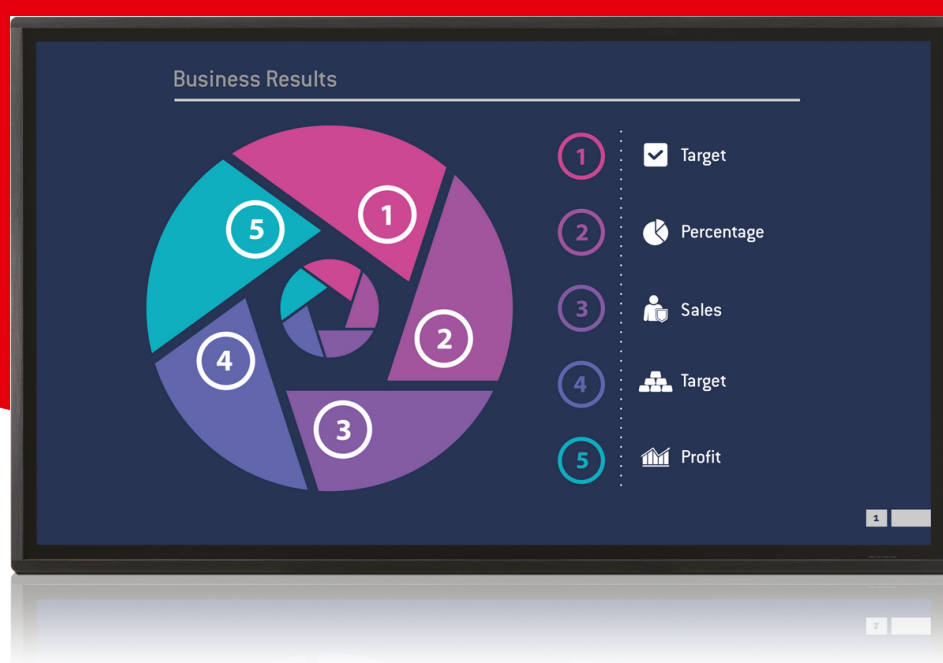 Business Results
5
1
4
2
3
1 Target
2 Percentage
3 Sales
4 Target
5 Profit
1